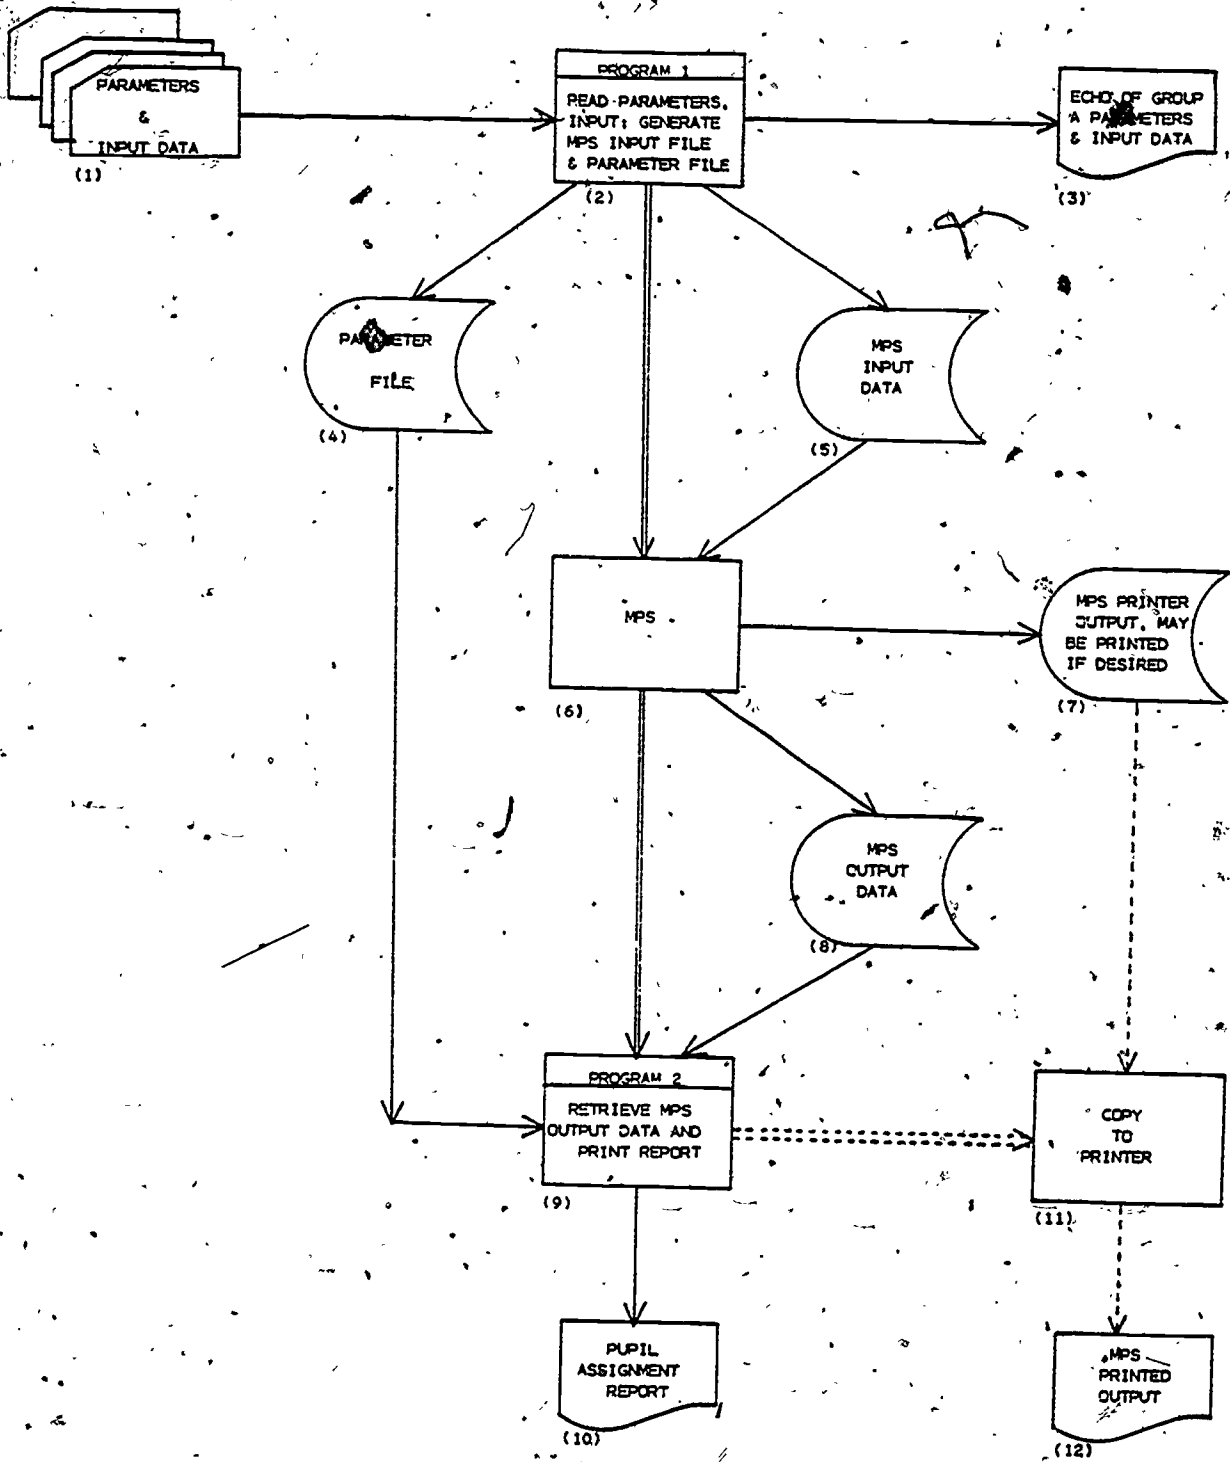 PARAMETERS
&
INPUT DATA
(1)
PROGRAM 1
READ PARAMETERS,
INPUT; GENERATE
MPS INPUT FILE
& PARAMETER FILE
(2)
ECHO OF GROUP
A PARAMETERS
& INPUT DATA
(3)
PARAMETER
FILE
(4)
MPS
INPUT
DATA
(5)
MPS
(6)
MPS PRINTER
OUTPUT, MAY
BE PRINTED
IF DESIRED
(7)
MPS
OUTPUT
DATA
(8)
PROGRAM 2
RETRIEVE MPS
OUTPUT DATA AND
PRINT REPORT
(9)
COPY
TO
PRINTER
(11)
PUPIL
ASSIGNMENT
REPORT
(10)
MPS
PRINTED
OUTPUT
(12)